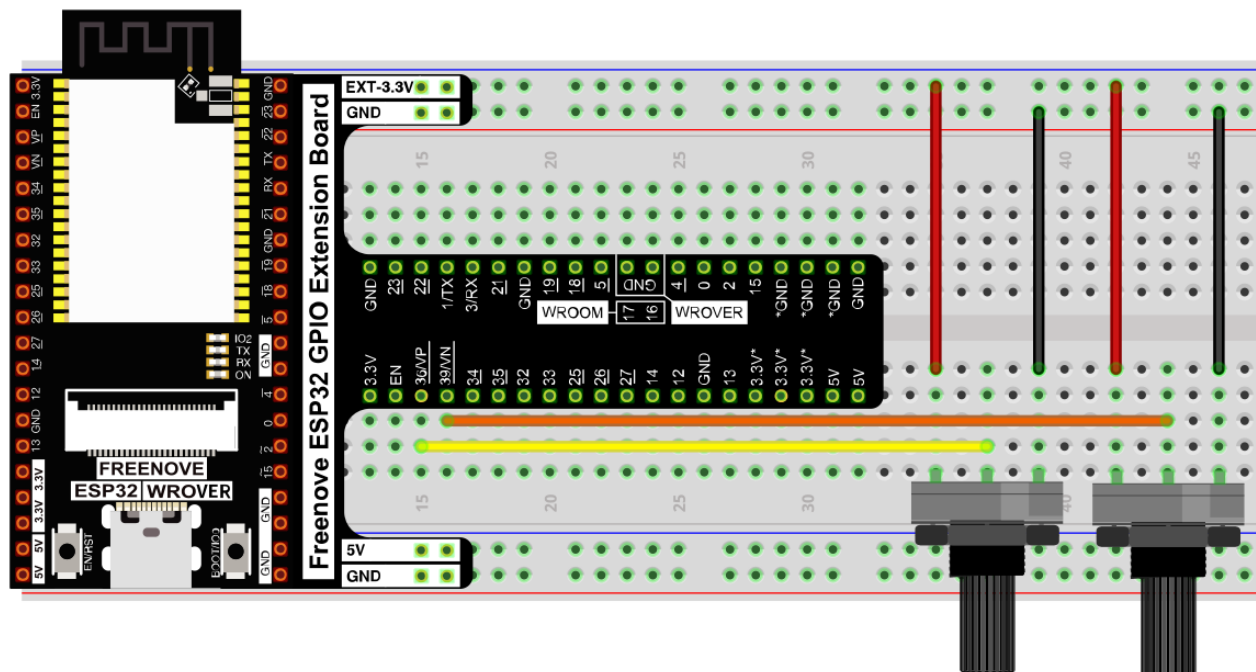 3.3V
EN
VP
VN
34
35
32
33
25
26
27
14
12
GND
13
3.3V
3.3V
5V
5V
GND
23
22
TX
RX
21
GND
19
18
5
GND
4
0
2
15
GND
GND
IO2
TX
RX
ON
FREENOVE
ESP32 WROVER
EN/RST
BOOT/IO0
Freenove ESP32 GPIO Extension Board
EXT-3.3V
GND
15 20 25 30 40 45
GND 23 22 1/TX 3/RX 21 GND 19 18 5 GND 4 0 2 15 *GND *GND *GND GND
WROOM 17 16 WROVER
3.3V EN 36/VP 39/VN 34 35 32 33 25 26 27 14 12 GND 13 3.3V* 3.3V* 3.3V* 5V 5V
15 20 25 30 40
5V
GND